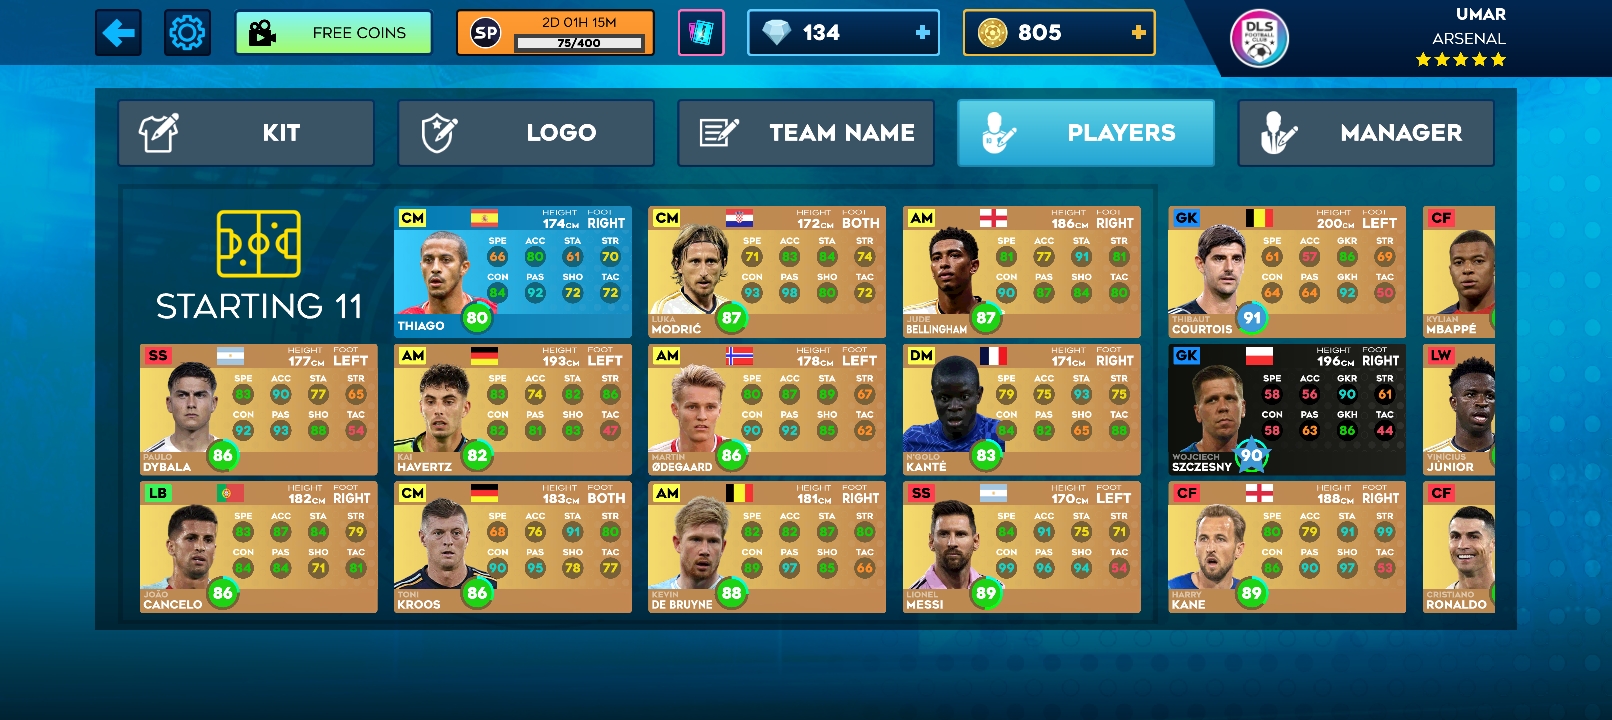 FREE COINS
SP
2D 01H 15M
75/400
134
805
DLS
FOOTBALL
CLUB
UMAR
ARSENAL
KIT
LOGO
TEAM NAME
PLAYERS
MANAGER
STARTING 11
CM HEIGHT 174CM FOOT RIGHT
SPE ACC STA STR
66 80 61 70
CON PAS SHO TAC
84 92 72 72
THIAGO 80
CM HEIGHT 172CM FOOT BOTH
SPE ACC STA STR
71 83 84 74
CON PAS SHO TAC
93 98 80 72
LUKA
MODRIĆ 87
AM HEIGHT 186CM FOOT RIGHT
SPE ACC STA STR
81 77 91 81
CON PAS SHO TAC
90 87 84 80
JUDE
BELLINGHAM 87
GK HEIGHT 200CM FOOT LEFT
SPE ACC GKR STR
61 57 86 69
CON PAS GKH TAC
64 64 92 50
THIBAUT
COURTOIS 91
CF
KYLIAN
MBAPPÉ
SS HEIGHT 177CM FOOT LEFT
SPE ACC STA STR
83 90 77 65
CON PAS SHO TAC
92 93 88 54
PAULO
DYBALA 86
AM HEIGHT 193CM FOOT LEFT
SPE ACC STA STR
83 74 82 86
CON PAS SHO TAC
82 81 83 47
KAI
HAVERTZ 82
AM HEIGHT 178CM FOOT LEFT
SPE ACC STA STR
80 87 89 67
CON PAS SHO TAC
90 92 85 62
MARTIN
ØDEGAARD 86
DM HEIGHT 171CM FOOT RIGHT
SPE ACC STA STR
79 75 93 75
CON PAS SHO TAC
84 82 65 88
N'GOLO
KANTÉ 83
GK HEIGHT 196CM FOOT RIGHT
SPE ACC GKR STR
58 56 90 61
CON PAS GKH TAC
58 63 86 44
WOJCIECH
SZCZESNY 90
LW
VINÍCIUS
JÚNIOR
LB HEIGHT 182CM FOOT RIGHT
SPE ACC STA STR
83 87 84 79
CON PAS SHO TAC
84 84 71 81
JOÃO
CANCELO 86
CM HEIGHT 183CM FOOT BOTH
SPE ACC STA STR
68 76 91 80
CON PAS SHO TAC
90 95 78 77
TONI
KROOS 86
AM HEIGHT 181CM FOOT RIGHT
SPE ACC STA STR
82 82 87 80
CON PAS SHO TAC
89 97 85 66
KEVIN
DE BRUYNE 88
SS HEIGHT 170CM FOOT LEFT
SPE ACC STA STR
84 91 75 71
CON PAS SHO TAC
99 96 94 54
LIONEL
MESSI 89
CF HEIGHT 188CM FOOT RIGHT
SPE ACC STA STR
80 79 91 99
CON PAS SHO TAC
86 90 97 53
HARRY
KANE 89
CF
CRISTIANO
RONALDO